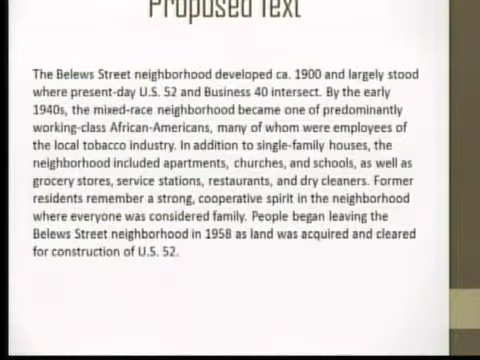 Proposed Text
The Belews Street neighborhood developed ca. 1900 and largely stood
where present-day U.S. 52 and Business 40 intersect. By the early
1940s, the mixed-race neighborhood became one of predominantly
working-class African-Americans, many of whom were employees of
the local tobacco industry. In addition to single-family houses, the
neighborhood included apartments, churches, and schools, as well as
grocery stores, service stations, restaurants, and dry cleaners. Former
residents remember a strong, cooperative spirit in the neighborhood
where everyone was considered family. People began leaving the
Belews Street neighborhood in 1958 as land was acquired and cleared
for construction of U.S. 52.